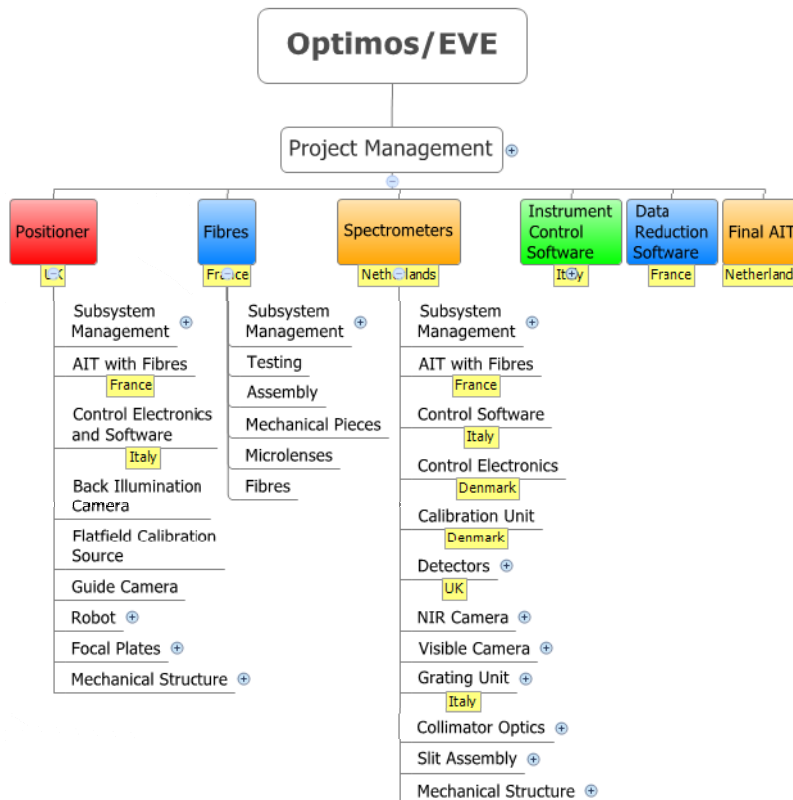 Optimos/EVE
Project Management
Positioner
UK
Fibres
France
Spectrometers
Netherlands
Instrument
Control
Software
Italy
Data
Reduction
Software
France
Final AIT
Netherland
Subsystem
Management
AIT with Fibres
France
Control Electronics
and Software
Italy
Back Illumination
Camera
Flatfield Calibration
Source
Guide Camera
Robot
Focal Plates
Mechanical Structure
Subsystem
Management
Testing
Assembly
Mechanical Pieces
Microlenses
Fibres
Subsystem
Management
AIT with Fibres
France
Control Software
Italy
Control Electronics
Denmark
Calibration Unit
Denmark
Detectors
UK
NIR Camera
Visible Camera
Grating Unit
Italy
Collimator Optics
Slit Assembly
Mechanical Structure